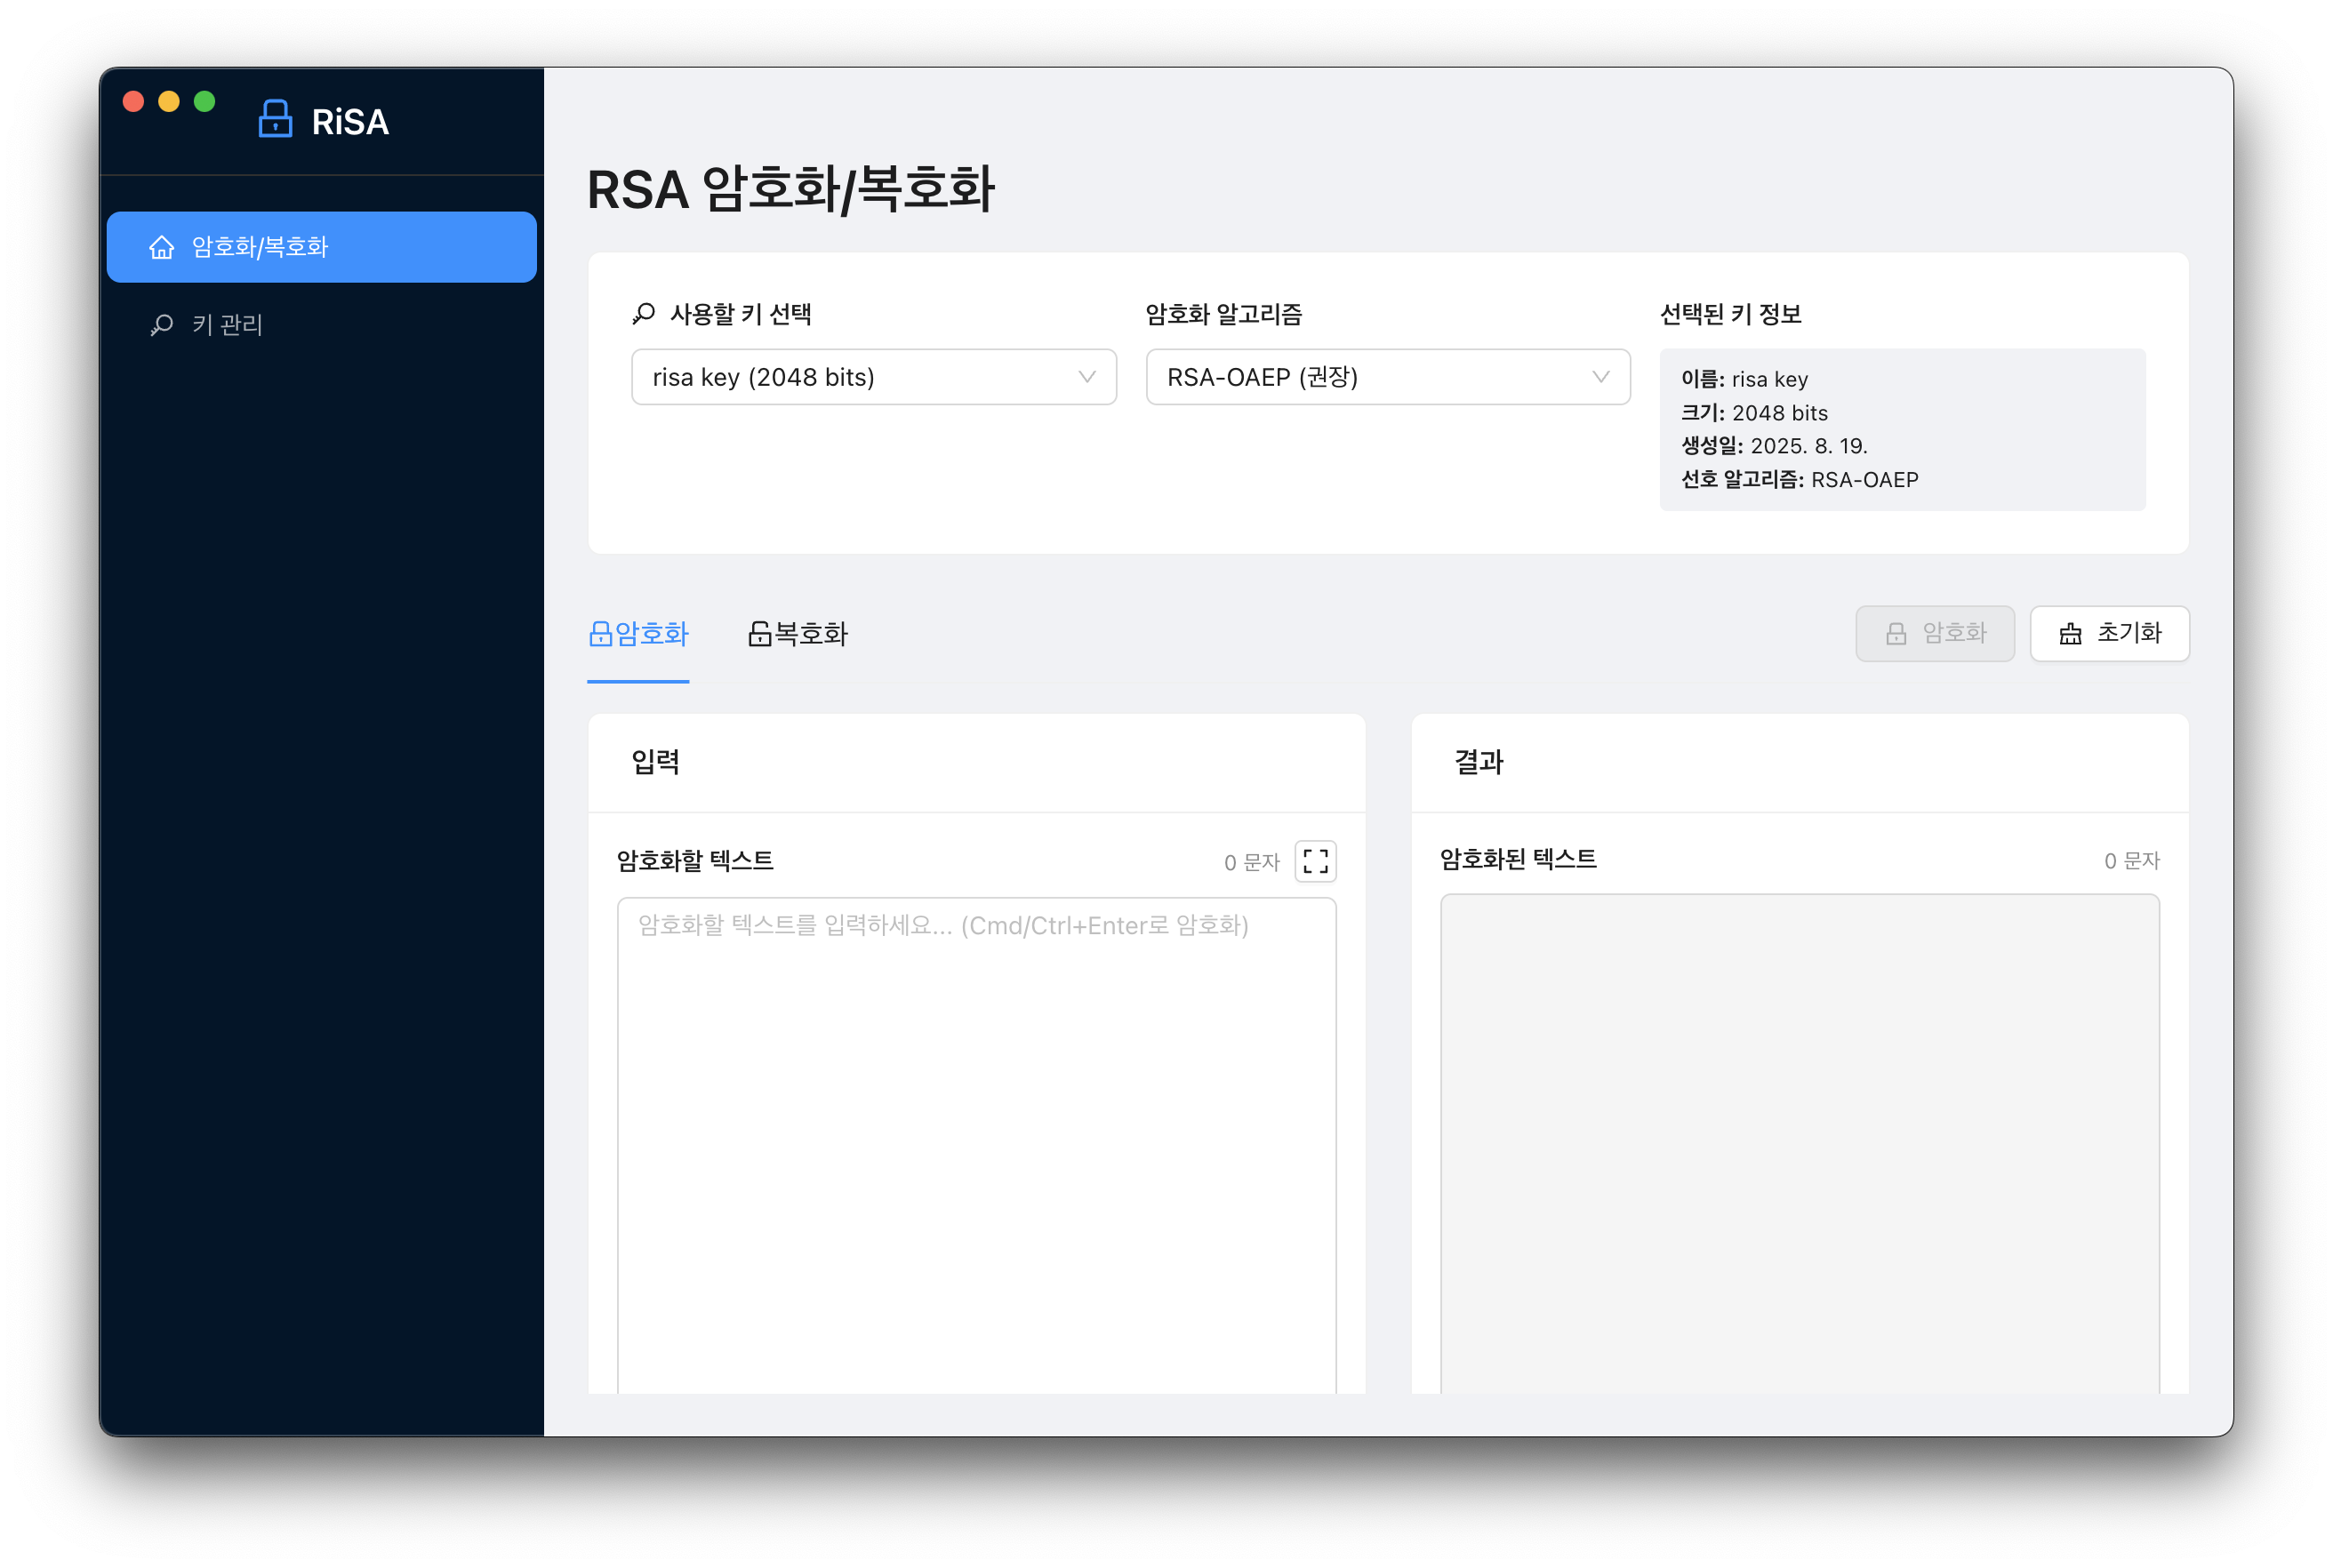 RiSA
암호화/복호화
키 관리
RSA 암호화/복호화
사용할 키 선택
risa key (2048 bits)
암호화 알고리즘
RSA-OAEP (권장)
선택된 키 정보
이름: risa key
크기: 2048 bits
생성일: 2025. 8. 19.
선호 알고리즘: RSA-OAEP
암호화
복호화
암호화
초기화
입력
암호화할 텍스트
0 문자
암호화할 텍스트를 입력하세요... (Cmd/Ctrl+Enter로 암호화)
결과
암호화된 텍스트
0 문자